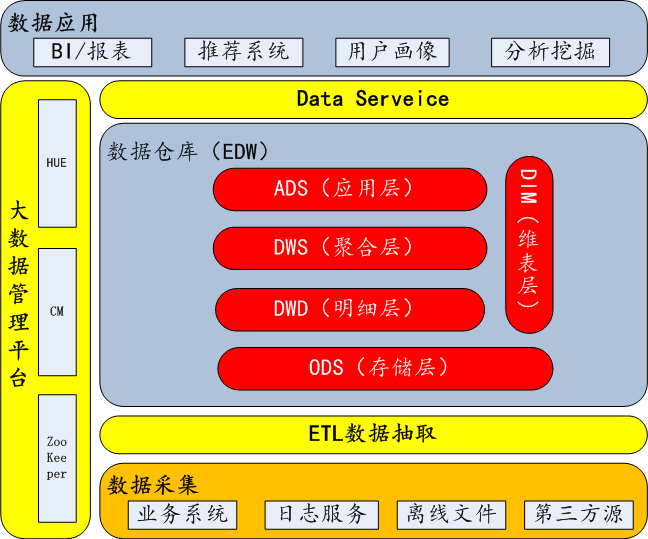 数据应用
BI/报表
推荐系统
用户画像
分析挖掘
大数据管理平台
HUE
CM
Zoo
Kee
per
Data Serveice
数据仓库（EDW）
ADS（应用层）
DWS（聚合层）
DWD（明细层）
DIM（维表层）
ODS（存储层）
ETL数据抽取
数据采集
业务系统
日志服务
离线文件
第三方源